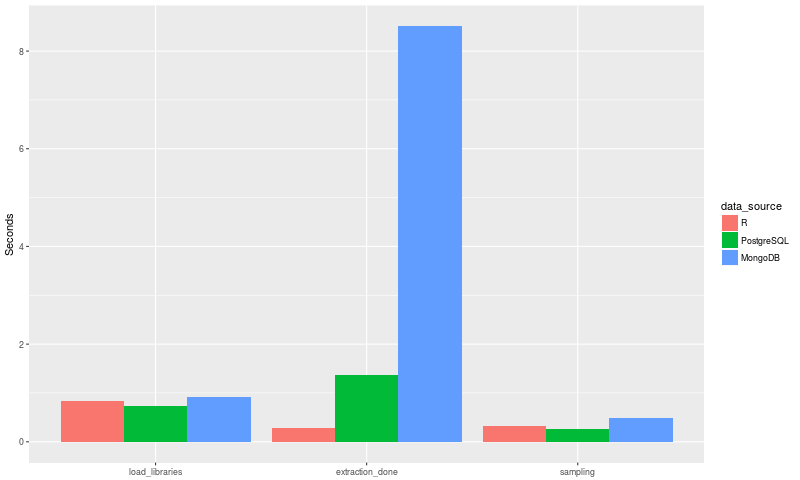 Seconds
8
6
4
2
0
load_libraries
extraction_done
sampling
data_source
R
PostgreSQL
MongoDB